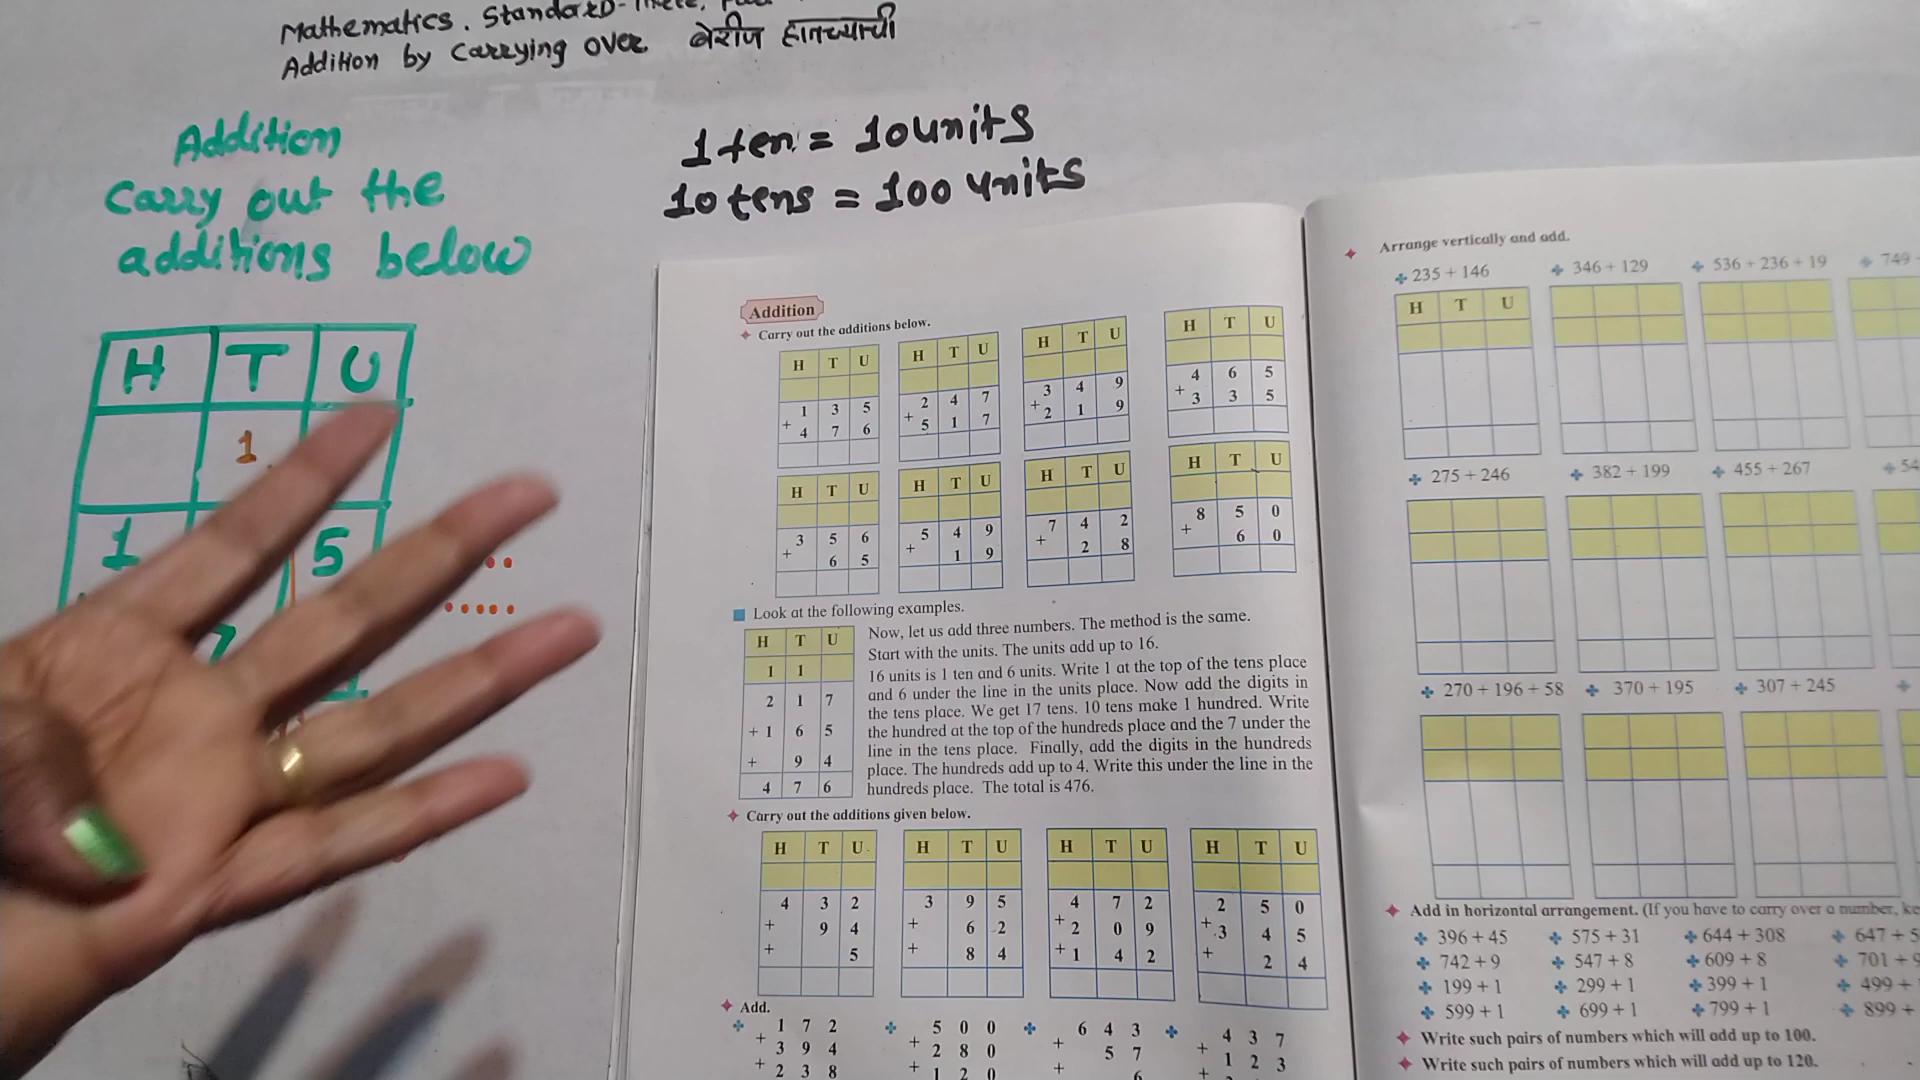 Mathematics. Standard-Three,
Addition by Carrying over बेरीज हातच्याची
Addition
Carry out the
additions below
1 ten = 10 units
10 tens = 100 units
H T U
1
1 5
7
Addition
Carry out the additions below.
H T U
1 3 5
+ 4 7 6
H T U
2 4 7
+ 5 1 7
H T U
3 4 9
+ 2 1 9
H T U
4 6 5
+ 3 3 5
H T U
3 5 6
+ 6 5
H T U
5 4 9
+ 1 9
H T U
7 4 2
+ 2 8
H T U
8 5 0
+ 6 0
Look at the following examples.
H T U
1 1
2 1 7
+ 1 6 5
+ 9 4
4 7 6
Now, let us add three numbers. The method is the same.
Start with the units. The units add up to 16.
16 units is 1 ten and 6 units. Write 1 at the top of the tens place
and 6 under the line in the units place. Now add the digits in
the tens place. We get 17 tens. 10 tens make 1 hundred. Write
the hundred at the top of the hundreds place and the 7 under the
line in the tens place. Finally, add the digits in the hundreds
place. The hundreds add up to 4. Write this under the line in the
hundreds place. The total is 476.
Carry out the additions given below.
H T U
4 3 2
+ 9 4
+ 5
H T U
3 9 5
+ 6 2
+ 8 4
H T U
4 7 2
+ 2 0 9
+ 1 4 2
H T U
2 5 0
+ 3 4 5
+ 2 4
Add.
1 7 2
+ 3 9 4
+ 2 3 8
5 0 0
+ 2 8 0
+ 1 2 0
6 4 3
+ 5 7
+ 6
4 3 7
+ 1 2 3
+
Arrange vertically and add.
235 + 146 346 + 129 536 + 236 + 19 749
H T U
275 + 246 382 + 199 455 + 267 54
270 + 196 + 58 370 + 195 307 + 245
Add in horizontal arrangement. (If you have to carry over a number,
396 + 45 575 + 31 644 + 308 647 + 5
742 + 9 547 + 8 609 + 8 701 + 9
199 + 1 299 + 1 399 + 1 499 +
599 + 1 699 + 1 799 + 1 899 +
Write such pairs of numbers which will add up to 100.
Write such pairs of numbers which will add up to 120.